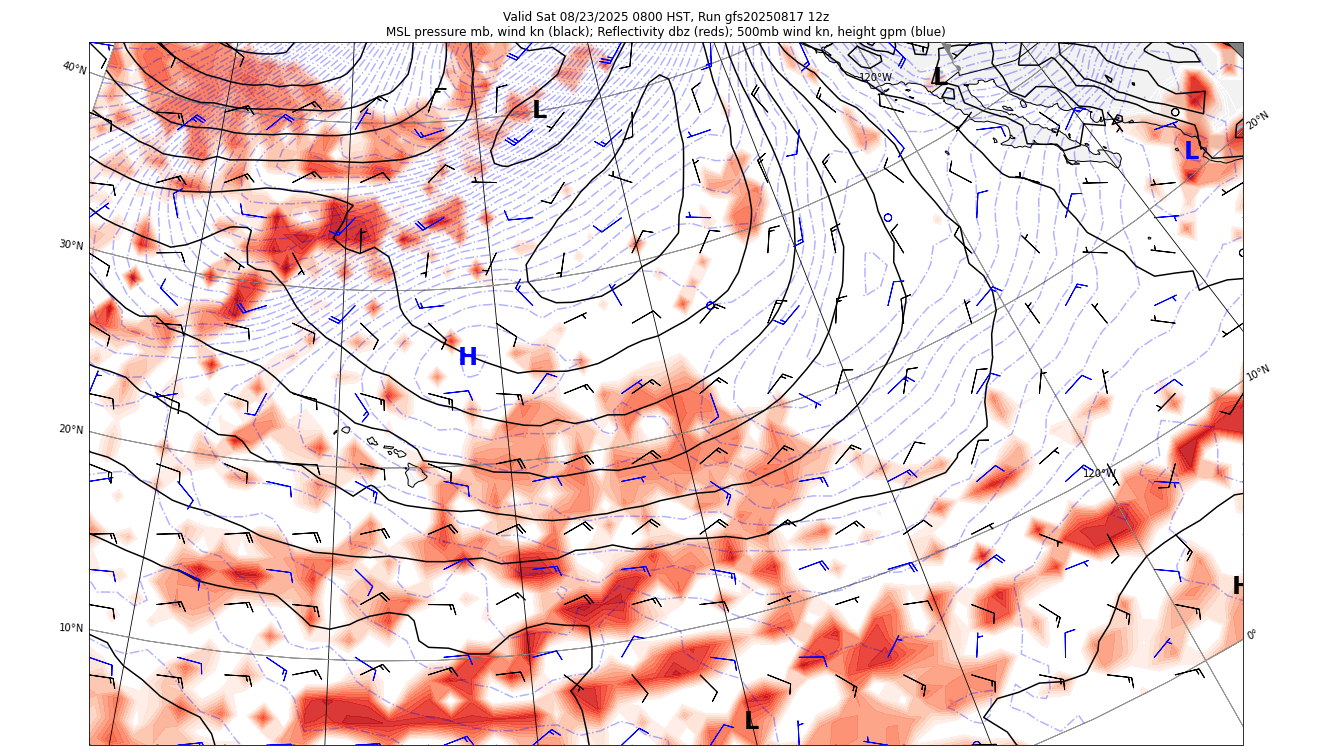 Valid Sat 08/23/2025 0800 HST, Run gfs20250817 12z
MSL pressure mb, wind kn (black); Reflectivity dbz (reds); 500mb wind kn, height gpm (blue)
40°N
120°W
L
L
20°N
L
30°N
H
10°N
20°N
120°W
H
10°N
0°
L